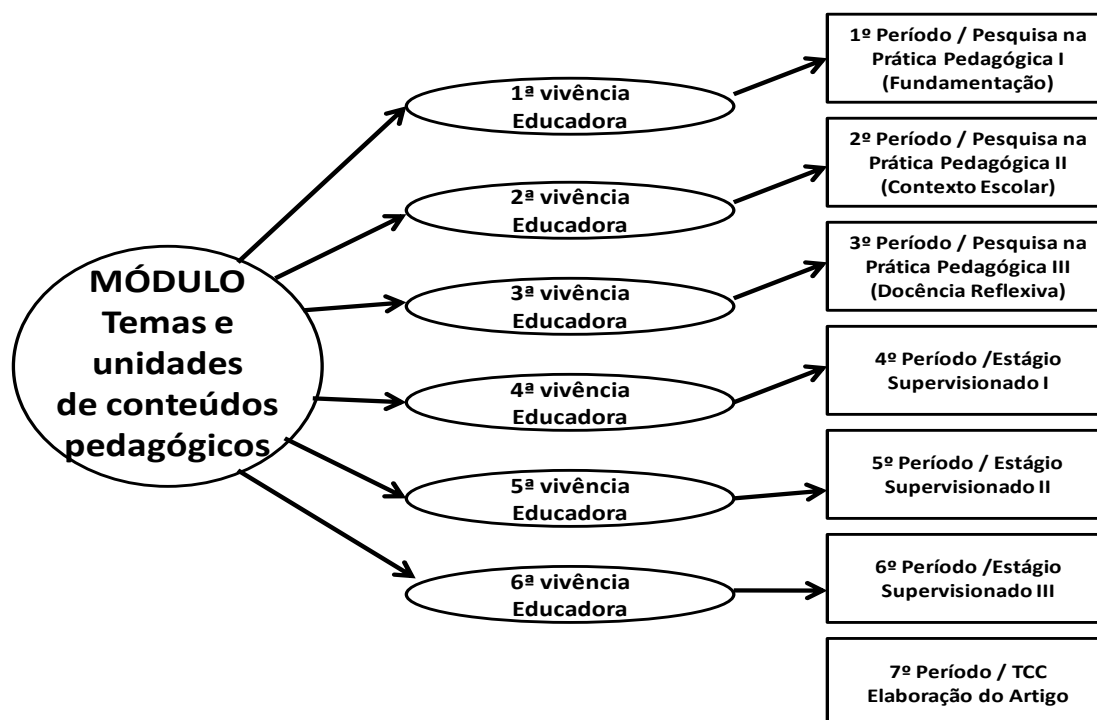 MÓDULO
Temas e
unidades
de conteúdos
pedagógicos
1ª vivência
Educadora
2ª vivência
Educadora
3ª vivência
Educadora
4ª vivência
Educadora
5ª vivência
Educadora
6ª vivência
Educadora
1º Período / Pesquisa na
Prática Pedagógica I
(Fundamentação)
2º Período / Pesquisa na
Prática Pedagógica II
(Contexto Escolar)
3º Período / Pesquisa na
Prática Pedagógica III
(Docência Reflexiva)
4º Período /Estágio
Supervisionado I
5º Período / Estágio
Supervisionado II
6º Período /Estágio
Supervisionado III
7º Período / TCC
Elaboração do Artigo